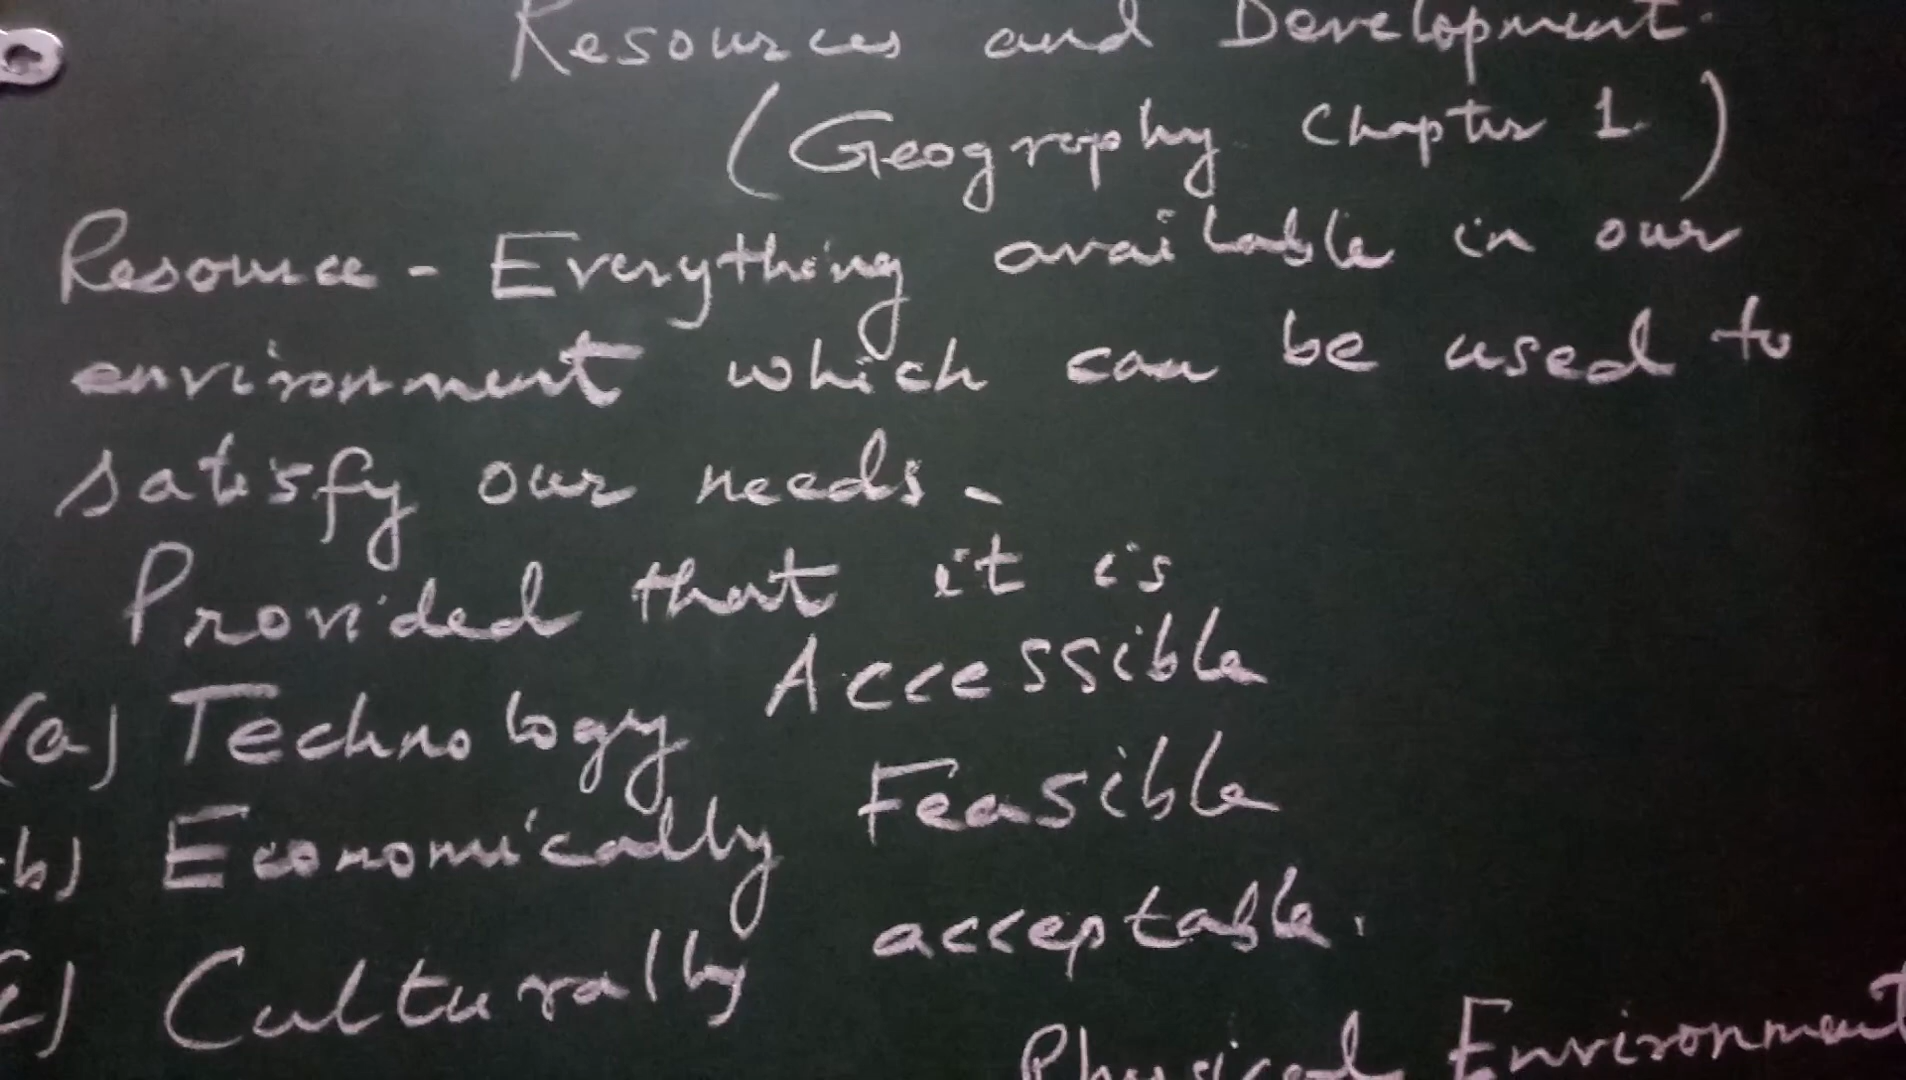 Resources and Development
(Geography Chapter 1)
Resource - Everything available in our
environment which can be used to
satisfy our needs -
Provided that it is
(a) Technology Accessible
(b) Economically Feasible
(c) Culturally acceptable.
Physical Environment